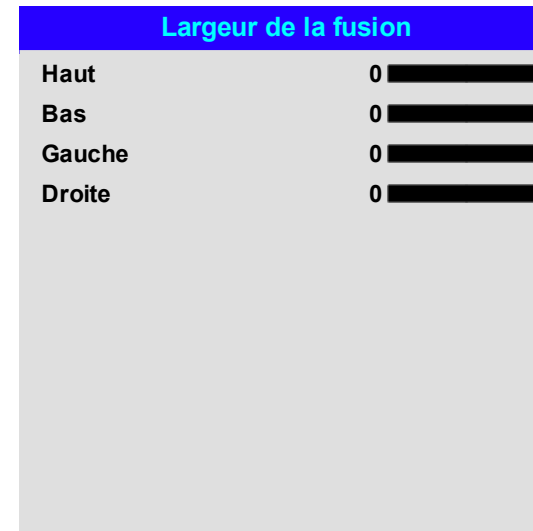 Largeur de la fusion
Haut 0
Bas 0
Gauche 0
Droite 0